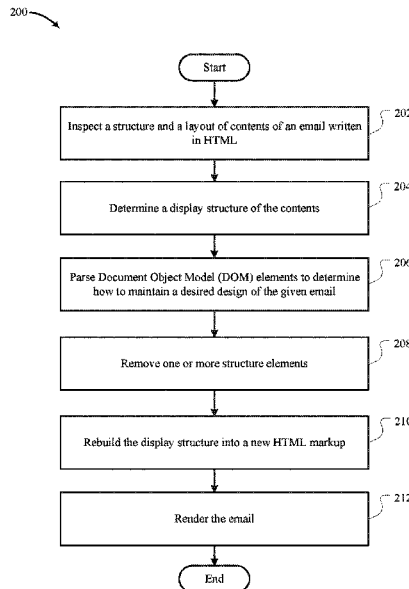 200
Start
Inspect a structure and a layout of contents of an email written
in HTML
202
Determine a display structure of the contents
204
Parse Document Object Model (DOM) elements to determine
how to maintain a desired design of the given email
206
Remove one or more structure elements
208
Rebuild the display structure into a new HTML markup
210
Render the email
212
End